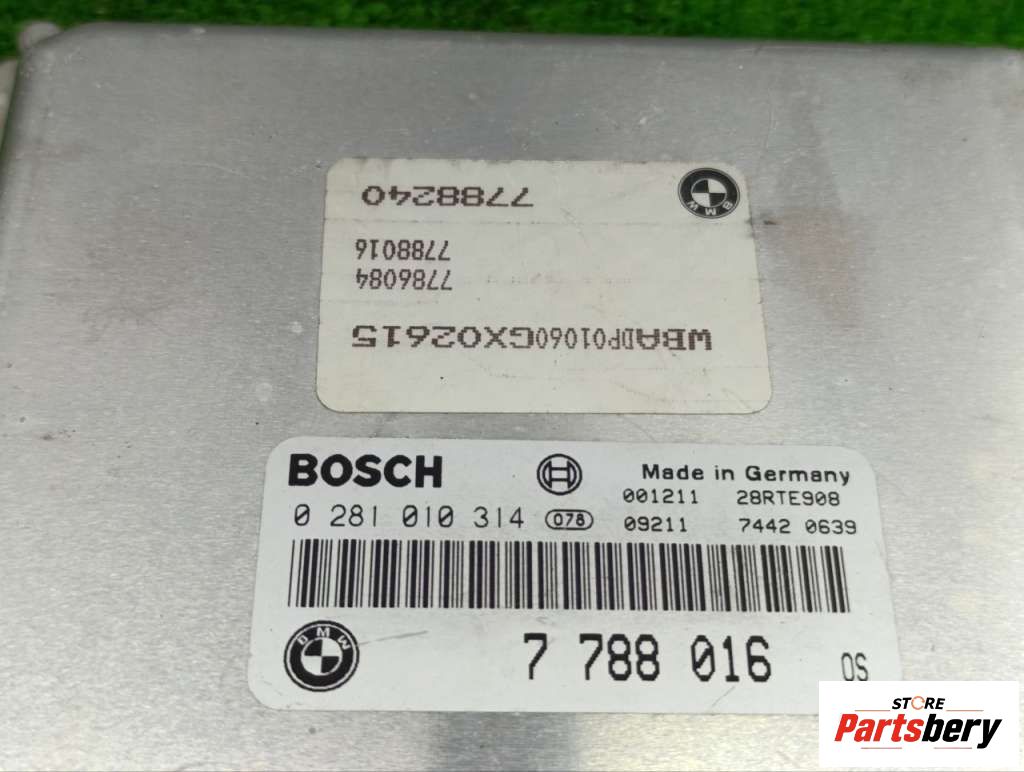 7788240
BMW
7788016
7786084
WBADP01060GX02615
BOSCH
Made in Germany
001211 28RTE908
0 281 010 314 078 09211 7442 0639
BMW
7 788 016 OS
STORE
Partsbery